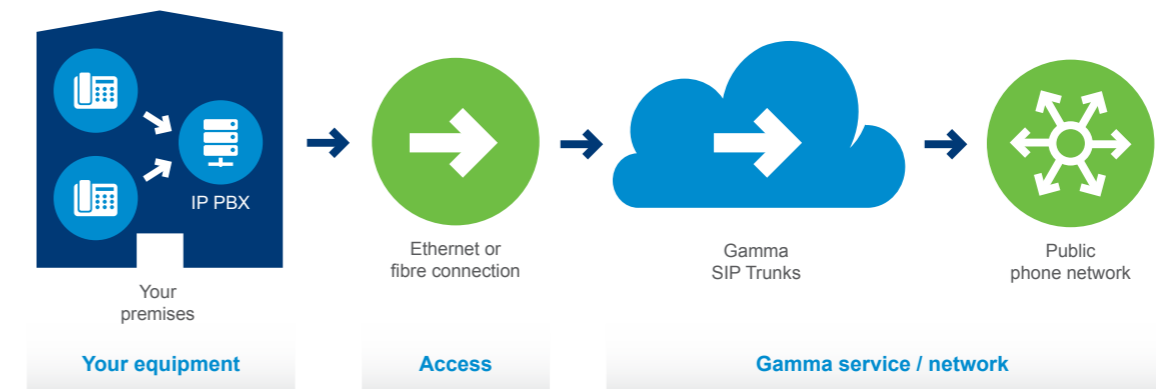 IP PBX
Your
premises
Ethernet or
fibre connection
Gamma
SIP Trunks
Public
phone network
Your equipment
Access
Gamma service / network